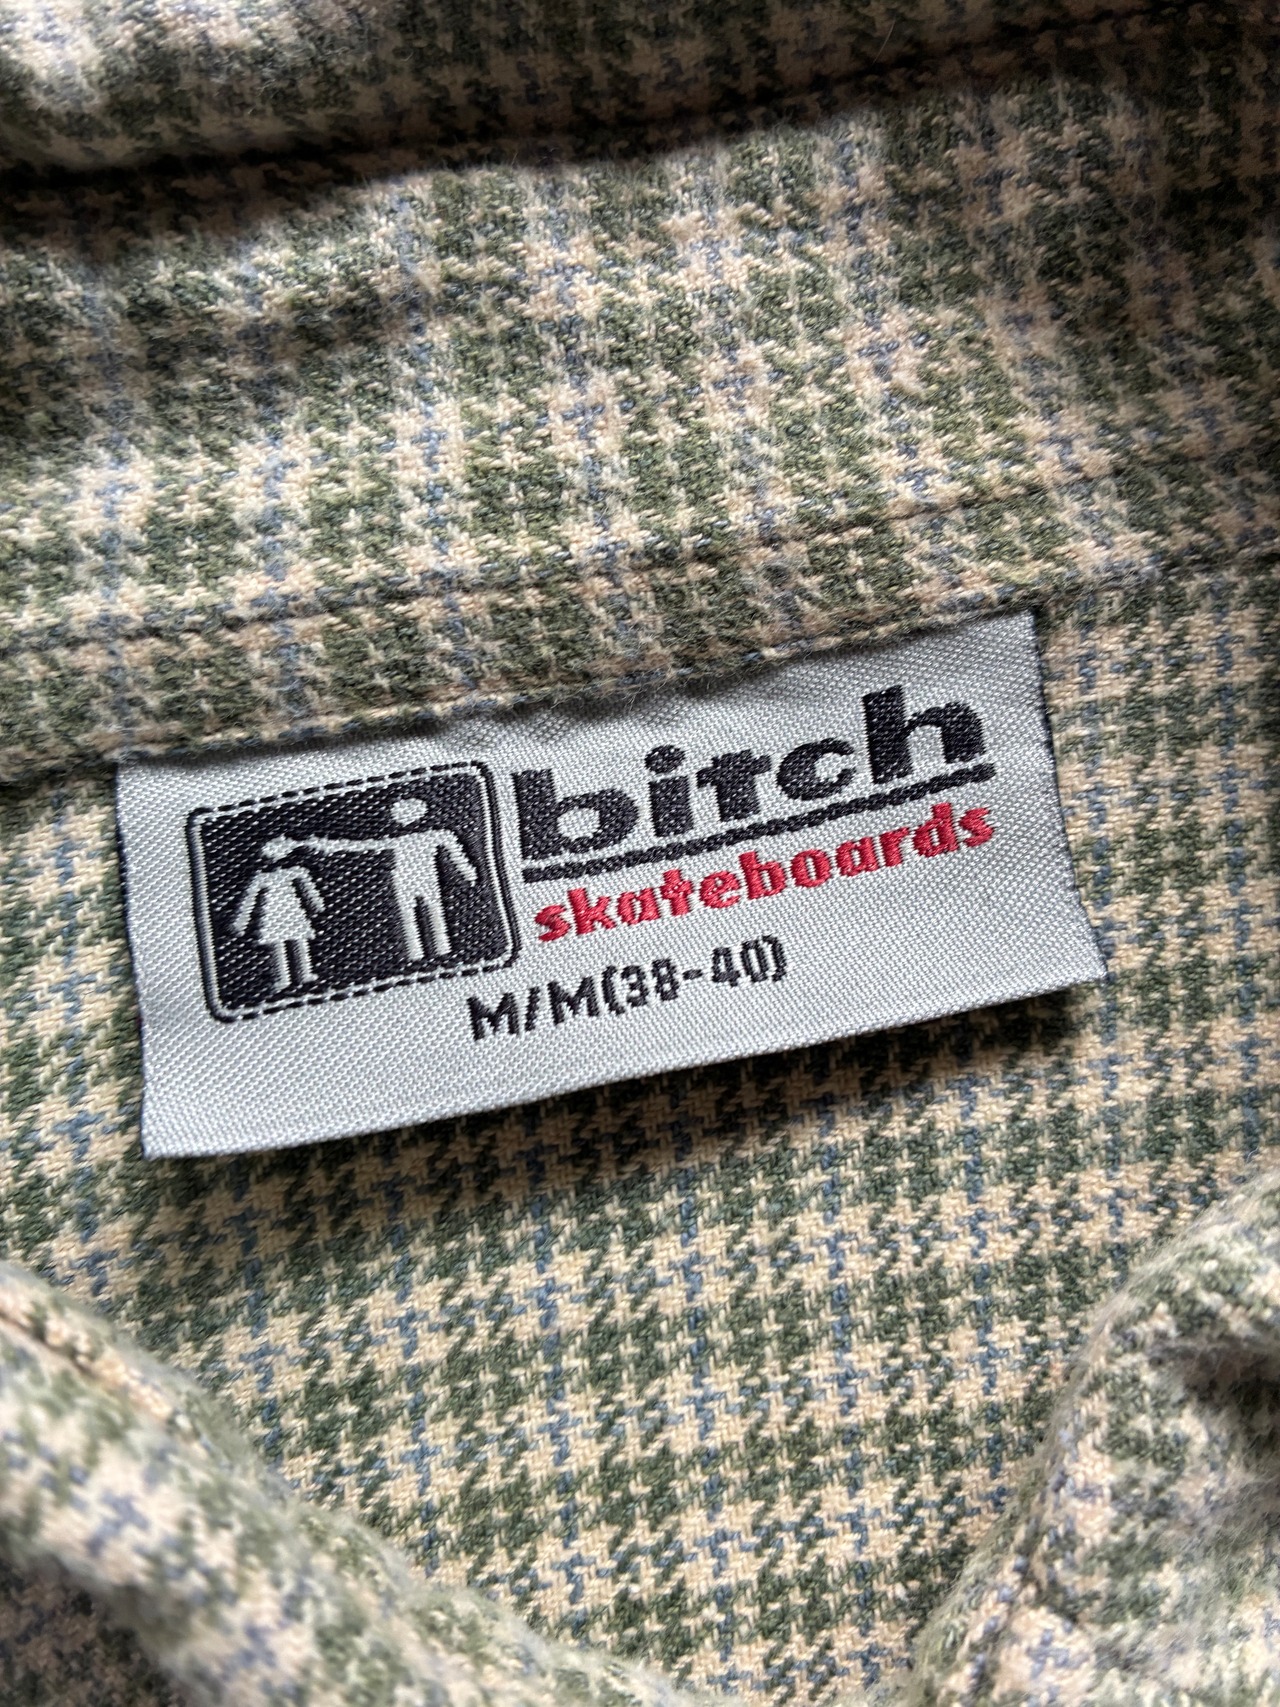 bitch
skateboards
M/M(38-40)